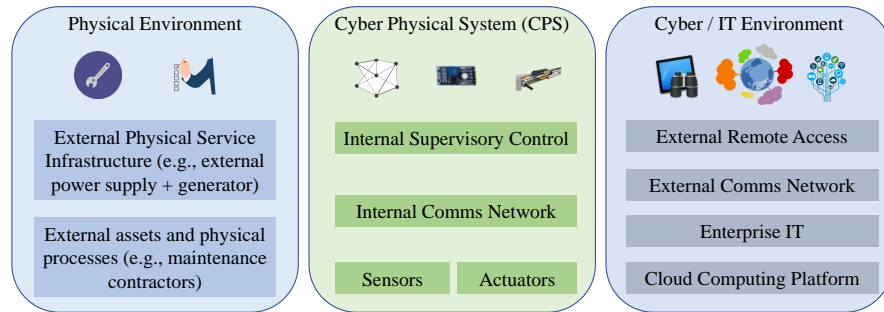 Physical Environment
External Physical Service
Infrastructure (e.g., external
power supply + generator)
External assets and physical
processes (e.g., maintenance
contractors)
Cyber Physical System (CPS)
Internal Supervisory Control
Internal Comms Network
Sensors
Actuators
Cyber / IT Environment
External Remote Access
External Comms Network
Enterprise IT
Cloud Computing Platform